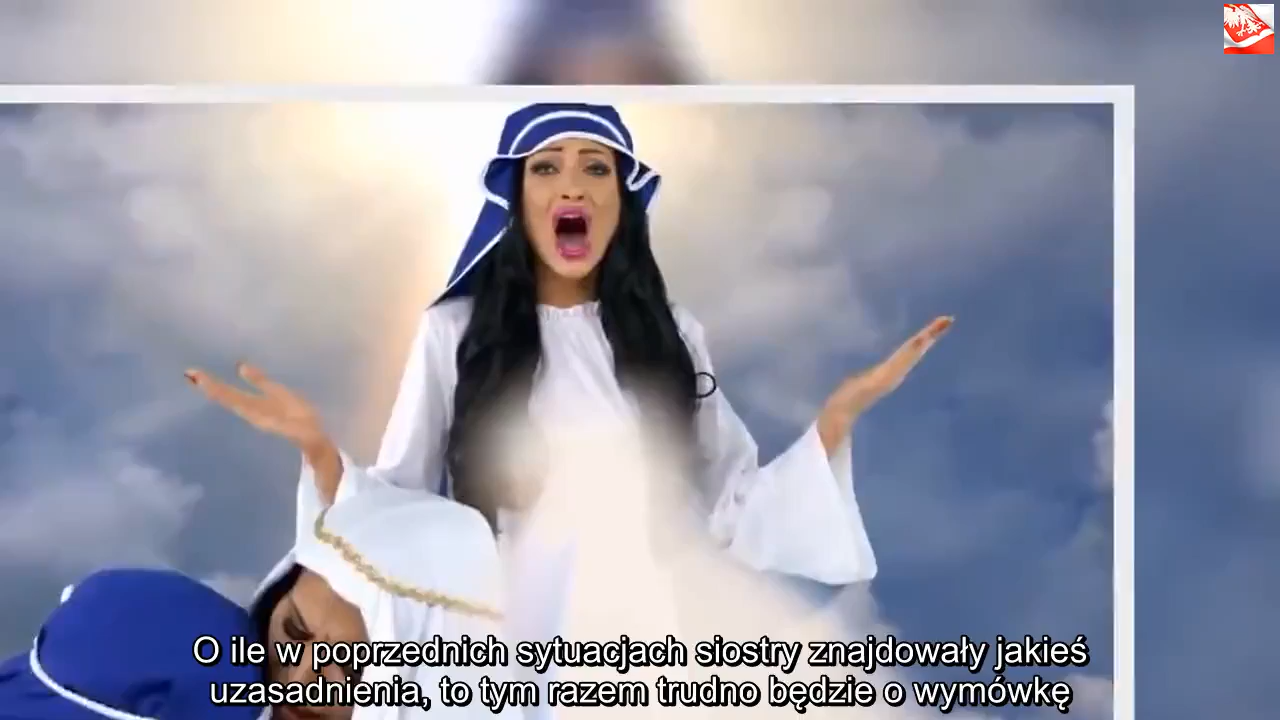 O ile w poprzednich sytuacjach siostry znajdowały jakieś
uzasadnienia, to tym razem trudno będzie o wymówkę